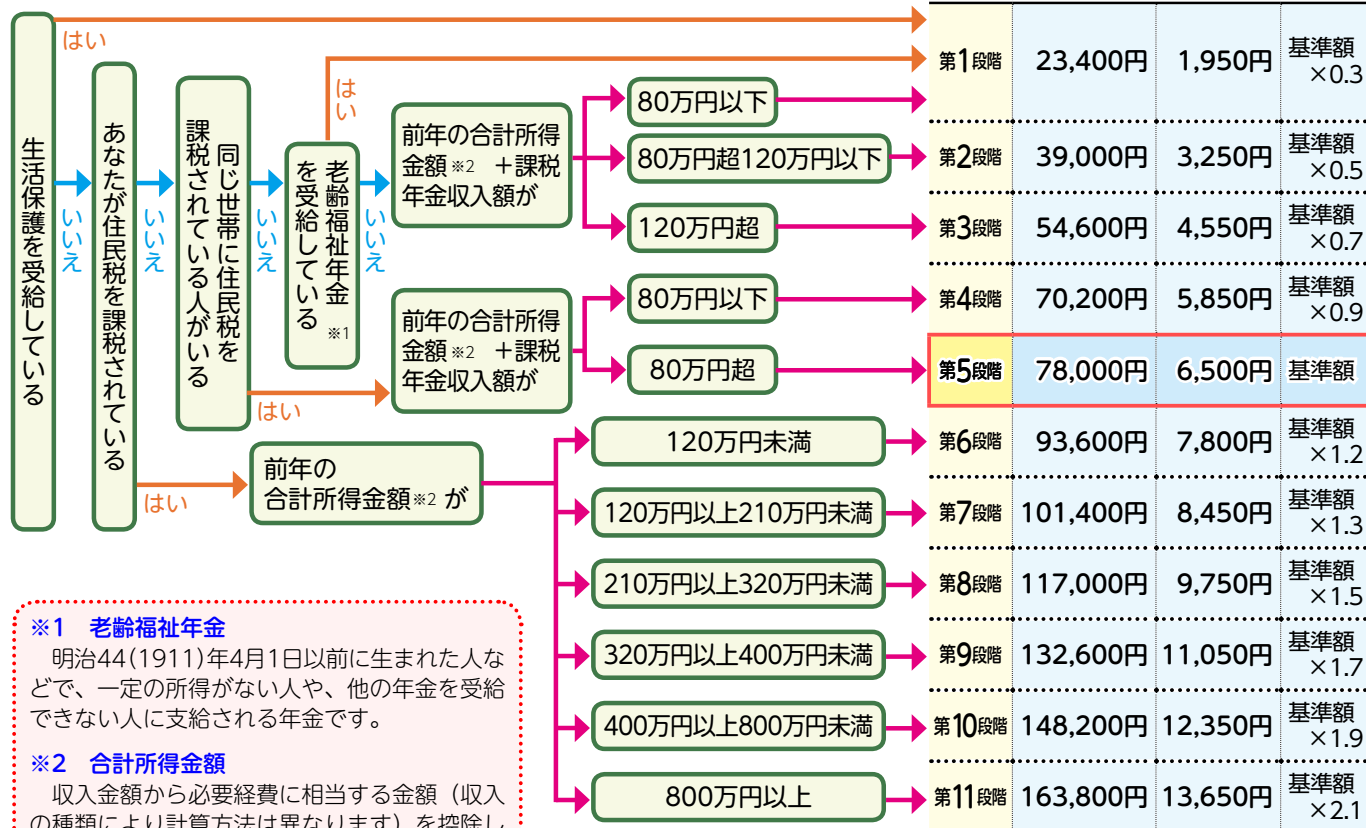 生活保護を受給している
はい
いいえ
あなたが住民税を課税されている
はい
いいえ
同じ世帯に住民税を
課税されている人がいる
はい
いいえ
老齢福祉年金
を受給している ※1
はい
いいえ
前年の合計所得
金額※2 +課税
年金収入額が
80万円以下
80万円超120万円以下
120万円超
前年の合計所得
金額※2 +課税
年金収入額が
80万円以下
80万円超
前年の
合計所得金額※2 が
120万円未満
120万円以上210万円未満
210万円以上320万円未満
320万円以上400万円未満
400万円以上800万円未満
800万円以上
第1段階 23,400円 1,950円 基準額
×0.3
第2段階 39,000円 3,250円 基準額
×0.5
第3段階 54,600円 4,550円 基準額
×0.7
第4段階 70,200円 5,850円 基準額
×0.9
第5段階 78,000円 6,500円 基準額
第6段階 93,600円 7,800円 基準額
×1.2
第7段階 101,400円 8,450円 基準額
×1.3
第8段階 117,000円 9,750円 基準額
×1.5
第9段階 132,600円 11,050円 基準額
×1.7
第10段階 148,200円 12,350円 基準額
×1.9
第11段階 163,800円 13,650円 基準額
×2.1
※1 老齢福祉年金
明治44(1911)年4月1日以前に生まれた人な
どで、一定の所得がない人や、他の年金を受給
できない人に支給される年金です。
※2 合計所得金額
収入金額から必要経費に相当する金額（収入
の種類により計算方法は異なります）を控除し